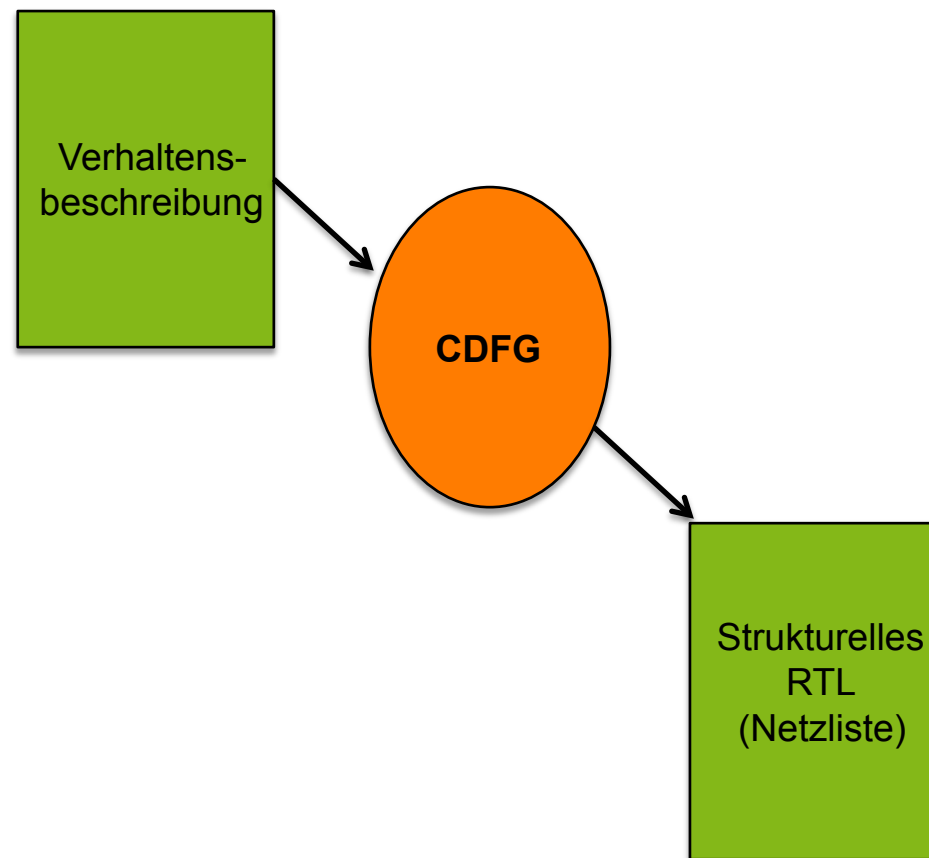 Verhaltens-
beschreibung
CDFG
Strukturelles
RTL
(Netzliste)